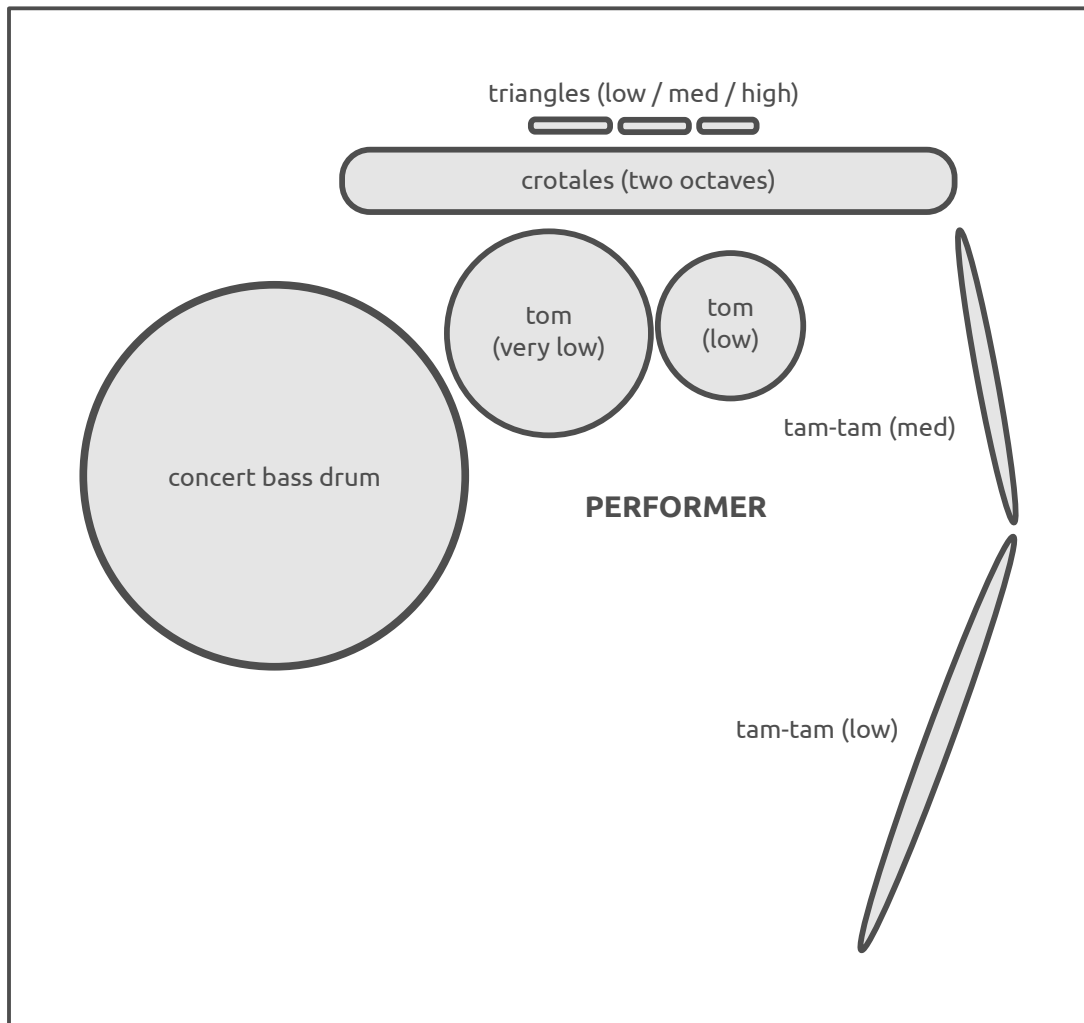 triangles (low / med / high)
crotales (two octaves)
tom
(very low)
tom
(low)
tam-tam (med)
concert bass drum
PERFORMER
tam-tam (low)